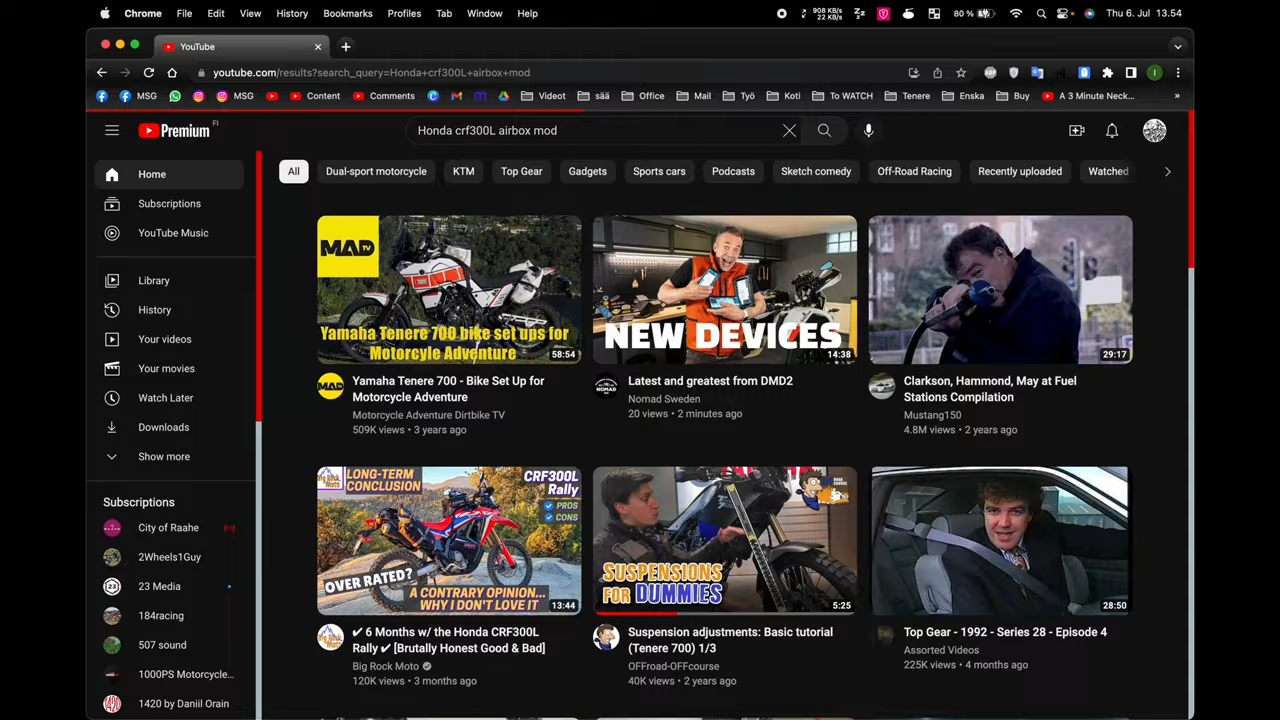 Chrome File Edit View History Bookmarks Profiles Tab Window Help
908 KB/s
22 KB/s
80 %
Thu 6. Jul 13.54
YouTube
youtube.com/results?search_query=Honda+crf300L+airbox+mod
MSG
MSG
Content
Comments
Videot
sää
Office
Mail
Työ
Koti
To WATCH
Tenere
Enska
Buy
A 3 Minute Neck...
»
Premium FI
Honda crf300L airbox mod
All Dual-sport motorcycle KTM Top Gear Gadgets Sports cars Podcasts Sketch comedy Off-Road Racing Recently uploaded Watched
Home
Subscriptions
YouTube Music
Library
History
Your videos
Your movies
Watch Later
Downloads
Show more
Subscriptions
City of Raahe
2Wheels1Guy
23 Media
184racing
507 sound
1000PS Motorcycle...
1420 by Daniil Orain
MAD TV
Yamaha Tenere 700 bike set ups for
Motorcyle Adventure
58:54
Yamaha Tenere 700 - Bike Set Up for
Motorcycle Adventure
Motorcycle Adventure Dirtbike TV
509K views • 3 years ago
NEW DEVICES
14:38
Latest and greatest from DMD2
Nomad Sweden
20 views • 2 minutes ago
29:17
Clarkson, Hammond, May at Fuel
Stations Compilation
Mustang150
4.8M views • 2 years ago
LONG-TERM
CONCLUSION
CRF300L
Rally
PROS
CONS
OVER RATED?
A CONTRARY OPINION...
WHY I DON'T LOVE IT
13:44
✔ 6 Months w/ the Honda CRF300L
Rally ✔ [Brutally Honest Good & Bad]
Big Rock Moto
120K views • 3 months ago
SUSPENSIONS
FOR DUMMIES
5:25
Suspension adjustments: Basic tutorial
(Tenere 700) 1/3
OFFroad-OFFcourse
40K views • 2 years ago
28:50
Top Gear - 1992 - Series 28 - Episode 4
Assorted Videos
225K views • 4 months ago